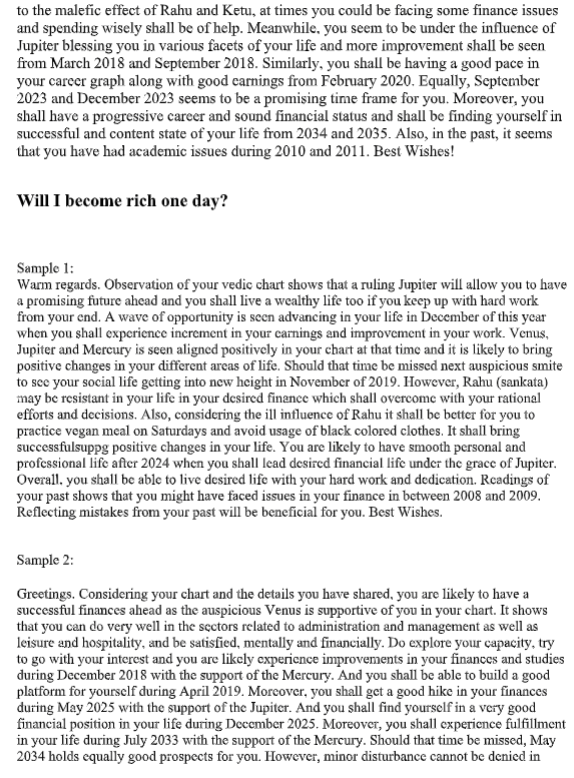 to the malefic effect of Rahu and Ketu, at times you could be facing some finance issues
and spending wisely shall be of help. Meanwhile, you seem to be under the influence of
Jupiter blessing you in various facets of your life and more improvement shall be seen
from March 2018 and September 2018. Similarly, you shall be having a good pace in
your career graph along with good earnings from February 2020. Equally, September
2023 and December 2023 seems to be a promising time frame for you. Moreover, you
shall have a progressive career and sound financial status and shall be finding yourself in
successful and content state of your life from 2034 and 2035. Also, in the past, it seems
that you have had academic issues during 2010 and 2011. Best Wishes!
Will I become rich one day?
Sample 1:
Warm regards. Observation of your vedic chart shows that a ruling Jupiter will allow you to have
a promising future ahead and you shall live a wealthy life too if you keep up with hard work
from your end. A wave of opportunity is seen advancing in your life in December of this year
when you shall experience increment in your earnings and improvement in your work. Venus,
Jupiter and Mercury is seen aligned positively in your chart at that time and it is likely to bring
positive changes in your different areas of life. Should that time be missed next auspicious smite
to see your social life getting into new height in November of 2019. However, Rahu (sankata)
may be resistant in your life in your desired finance which shall overcome with your rational
efforts and decisions. Also, considering the ill influence of Rahu it shall be better for you to
practice vegan meal on Saturdays and avoid usage of black colored clothes. It shall bring
successfulsuppg positive changes in your life. You are likely to have smooth personal and
professional life after 2024 when you shall lead desired financial life under the grace of Jupiter.
Overall, you shall be able to live desired life with your hard work and dedication. Readings of
your past shows that you might have faced issues in your finance in between 2008 and 2009.
Reflecting mistakes from your past will be beneficial for you. Best Wishes.
Sample 2:
Greetings. Considering your chart and the details you have shared, you are likely to have a
successful finances ahead as the auspicious Venus is supportive of you in your chart. It shows
that you can do very well in the sectors related to administration and management as well as
leisure and hospitality, and be satisfied, mentally and financially. Do explore your capacity, try
to go with your interest and you are likely experience improvements in your finances and studies
during December 2018 with the support of the Mercury. And you shall be able to build a good
platform for yourself during April 2019. Moreover, you shall get a good hike in your finances
during May 2025 with the support of the Jupiter. And you shall find yourself in a very good
financial position in your life during December 2025. Moreover, you shall experience fulfillment
in your life during July 2033 with the support of the Mercury. Should that time be missed, May
2034 holds equally good prospects for you. However, minor disturbance cannot be denied in